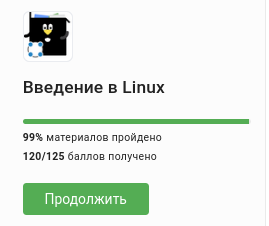 Введение в Linux
99% материалов пройдено
120/125 баллов получено
Продолжить